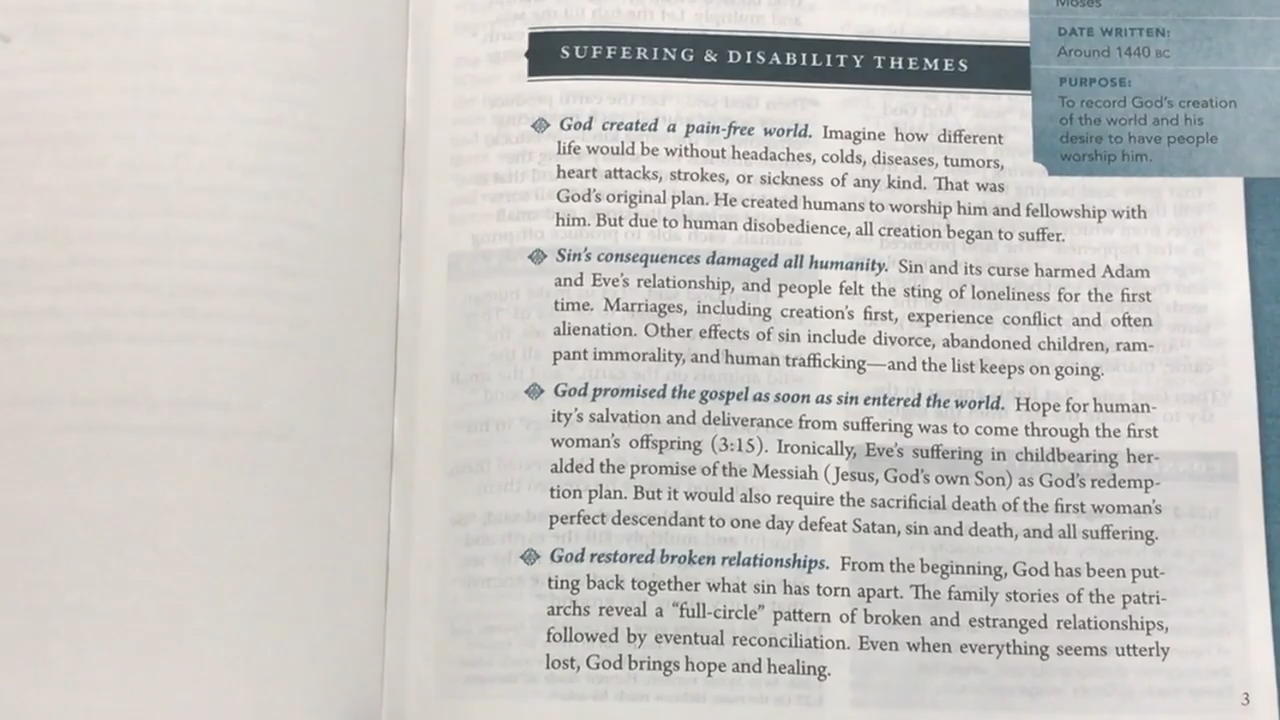 Moses
DATE WRITTEN:
Around 1440 BC
PURPOSE:
To record God's creation
of the world and his
desire to have people
worship him.
SUFFERING & DISABILITY THEMES
God created a pain-free world. Imagine how different
life would be without headaches, colds, diseases, tumors,
heart attacks, strokes, or sickness of any kind. That was
God's original plan. He created humans to worship him and fellowship with
him. But due to human disobedience, all creation began to suffer.
Sin's consequences damaged all humanity. Sin and its curse harmed Adam
and Eve's relationship, and people felt the sting of loneliness for the first
time. Marriages, including creation's first, experience conflict and often
alienation. Other effects of sin include divorce, abandoned children, ram-
pant immorality, and human trafficking—and the list keeps on going.
God promised the gospel as soon as sin entered the world. Hope for human-
ity's salvation and deliverance from suffering was to come through the first
woman's offspring (3:15). Ironically, Eve's suffering in childbearing her-
alded the promise of the Messiah (Jesus, God's own Son) as God's redemp-
tion plan. But it would also require the sacrificial death of the first woman's
perfect descendant to one day defeat Satan, sin and death, and all suffering.
God restored broken relationships. From the beginning, God has been put-
ting back together what sin has torn apart. The family stories of the patri-
archs reveal a "full-circle" pattern of broken and estranged relationships,
followed by eventual reconciliation. Even when everything seems utterly
lost, God brings hope and healing.
3